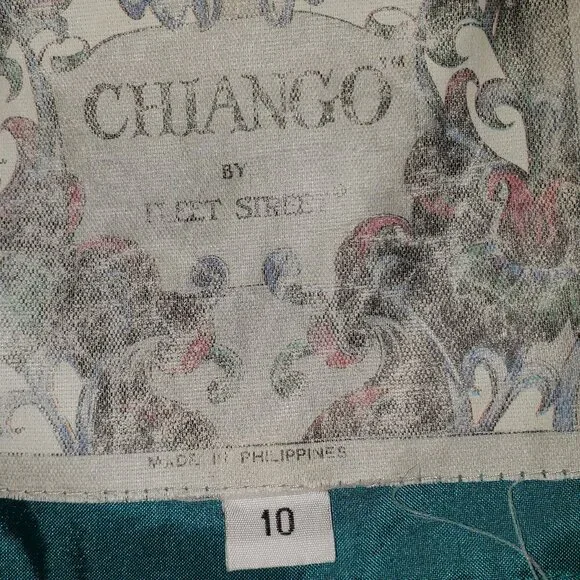 CHIANGO™
BY
FLEET STREET®
MADE IN PHILIPPINES
10